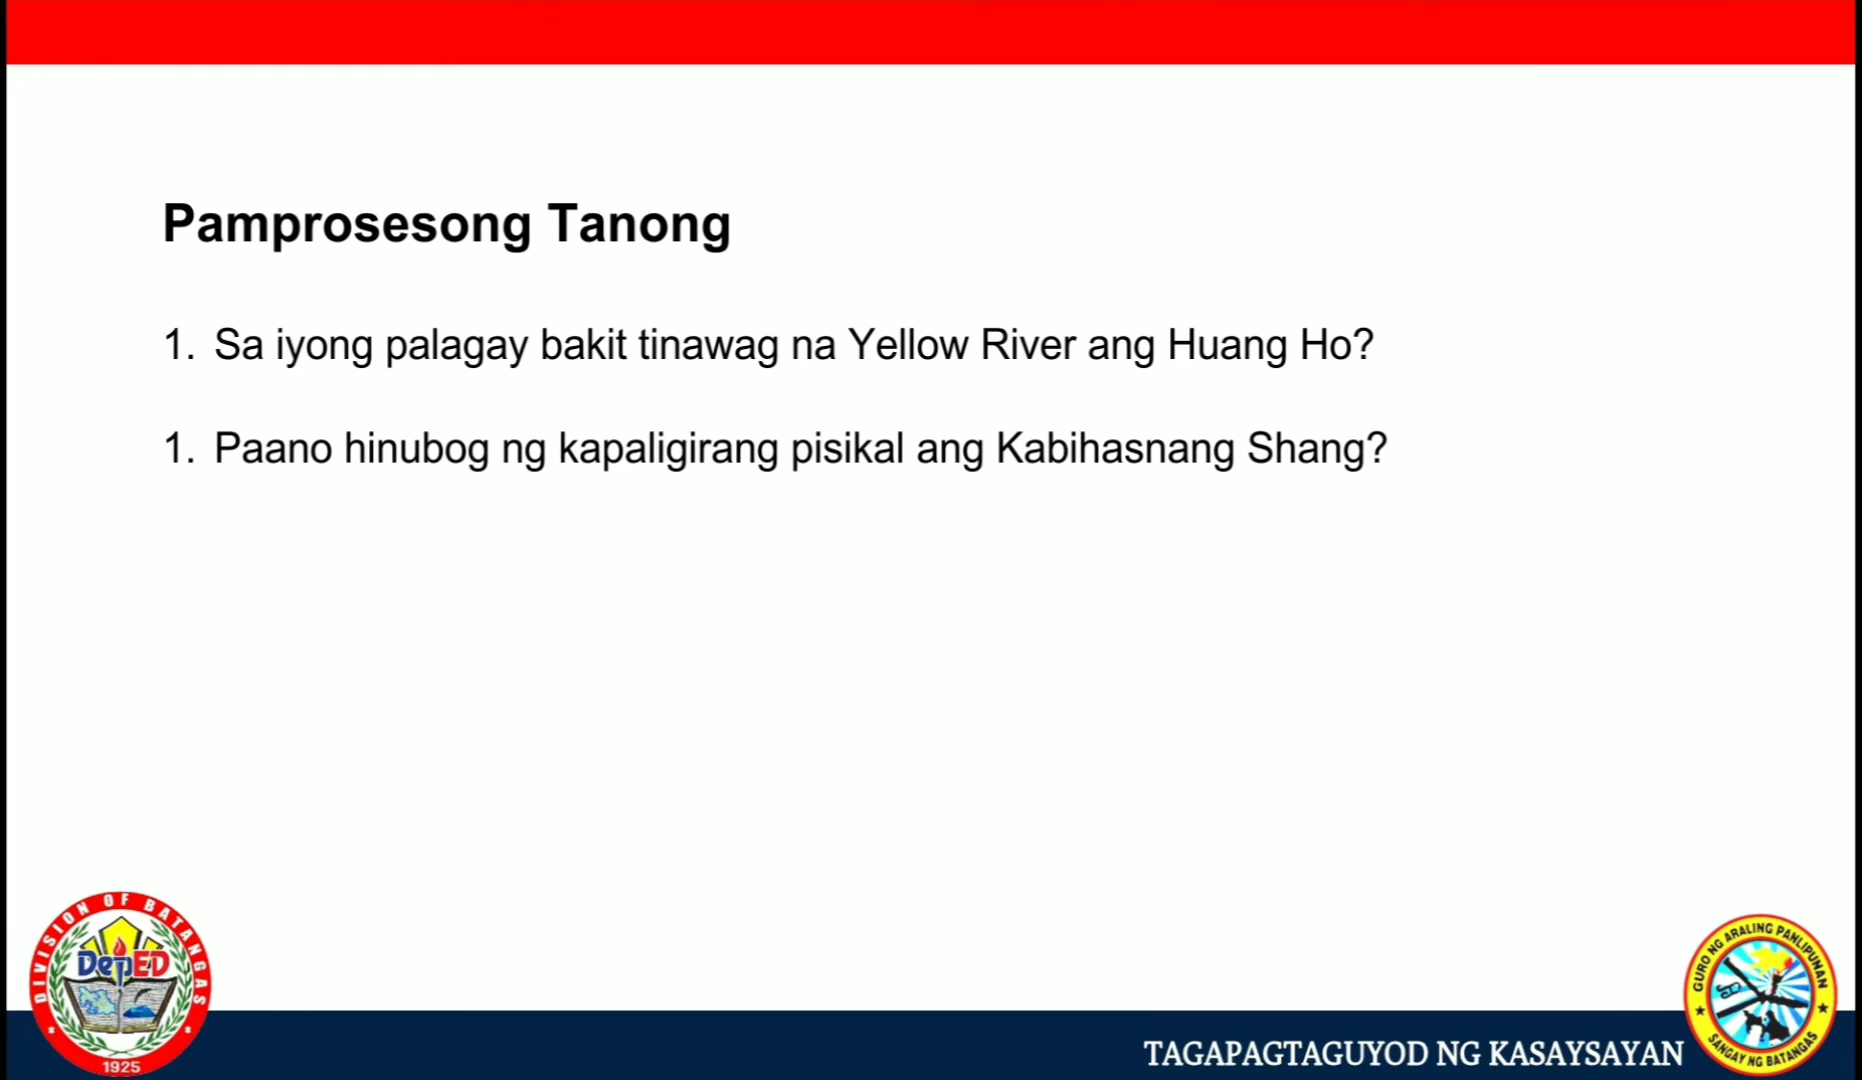 Pamprosesong Tanong
1. Sa iyong palagay bakit tinawag na Yellow River ang Huang Ho?
1. Paano hinubog ng kapaligirang pisikal ang Kabihasnang Shang?
DIVISION OF BATANGAS
DepED
1925
GURO NG ARALING PANLIPUNAN
SANGAY NG BATANGAS
TAGAPAGTAGUYOD NG KASAYSAYAN